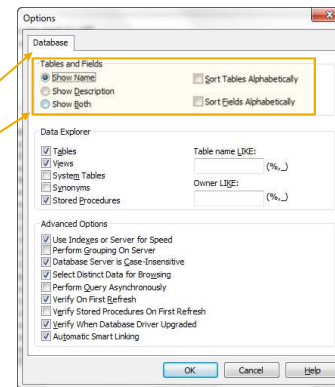 Options
Database
Tables and Fields
Show Name
Sort Tables Alphabetically
Show Description
Show Both
Sort Fields Alphabetically
Data Explorer
Tables
Table name LIKE:
Views
(%,_)
System Tables
Owner LIKE:
Synonyms
(%,_)
Stored Procedures
Advanced Options
Use Indexes or Server for Speed
Perform Grouping On Server
Database Server is Case-Insensitive
Select Distinct Data for Browsing
Perform Query Asynchronously
Verify On First Refresh
Verify Stored Procedures On First Refresh
Verify When Database Driver Upgraded
Automatic Smart Linking
OK Cancel Help